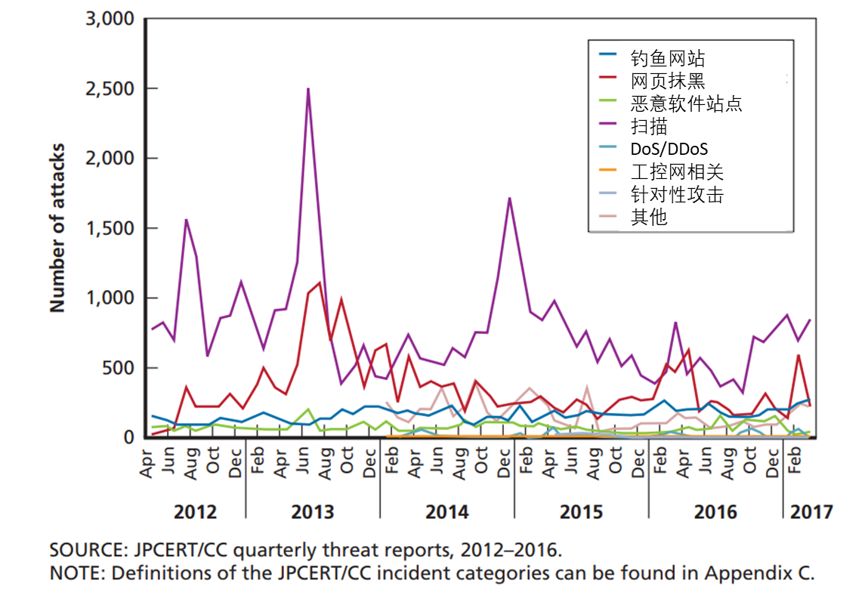 3,000
2,500
2,000
1,500
1,000
500
0
Number of attacks
钓鱼网站
网页抹黑
恶意软件站点
扫描
DoS/DDoS
工控网相关
针对性攻击
其他
Apr Jun Aug Oct Dec Feb Apr Jun Aug Oct Dec Feb Apr Jun Aug Oct Dec Feb Apr Jun Aug Oct Dec Feb Apr Jun Aug Oct Dec Feb
2012 2013 2014 2015 2016 2017
SOURCE: JPCERT/CC quarterly threat reports, 2012–2016.
NOTE: Definitions of the JPCERT/CC incident categories can be found in Appendix C.